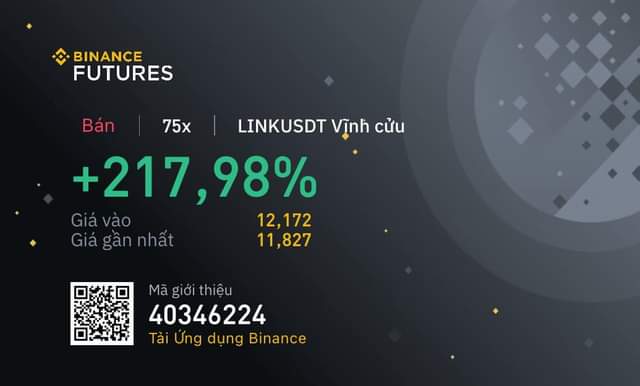 BINANCE
FUTURES
Bán | 75x | LINKUSDT Vĩnh cửu
+217,98%
Giá vào 12,172
Giá gần nhất 11,827
Mã giới thiệu
40346224
Tải Ứng dụng Binance